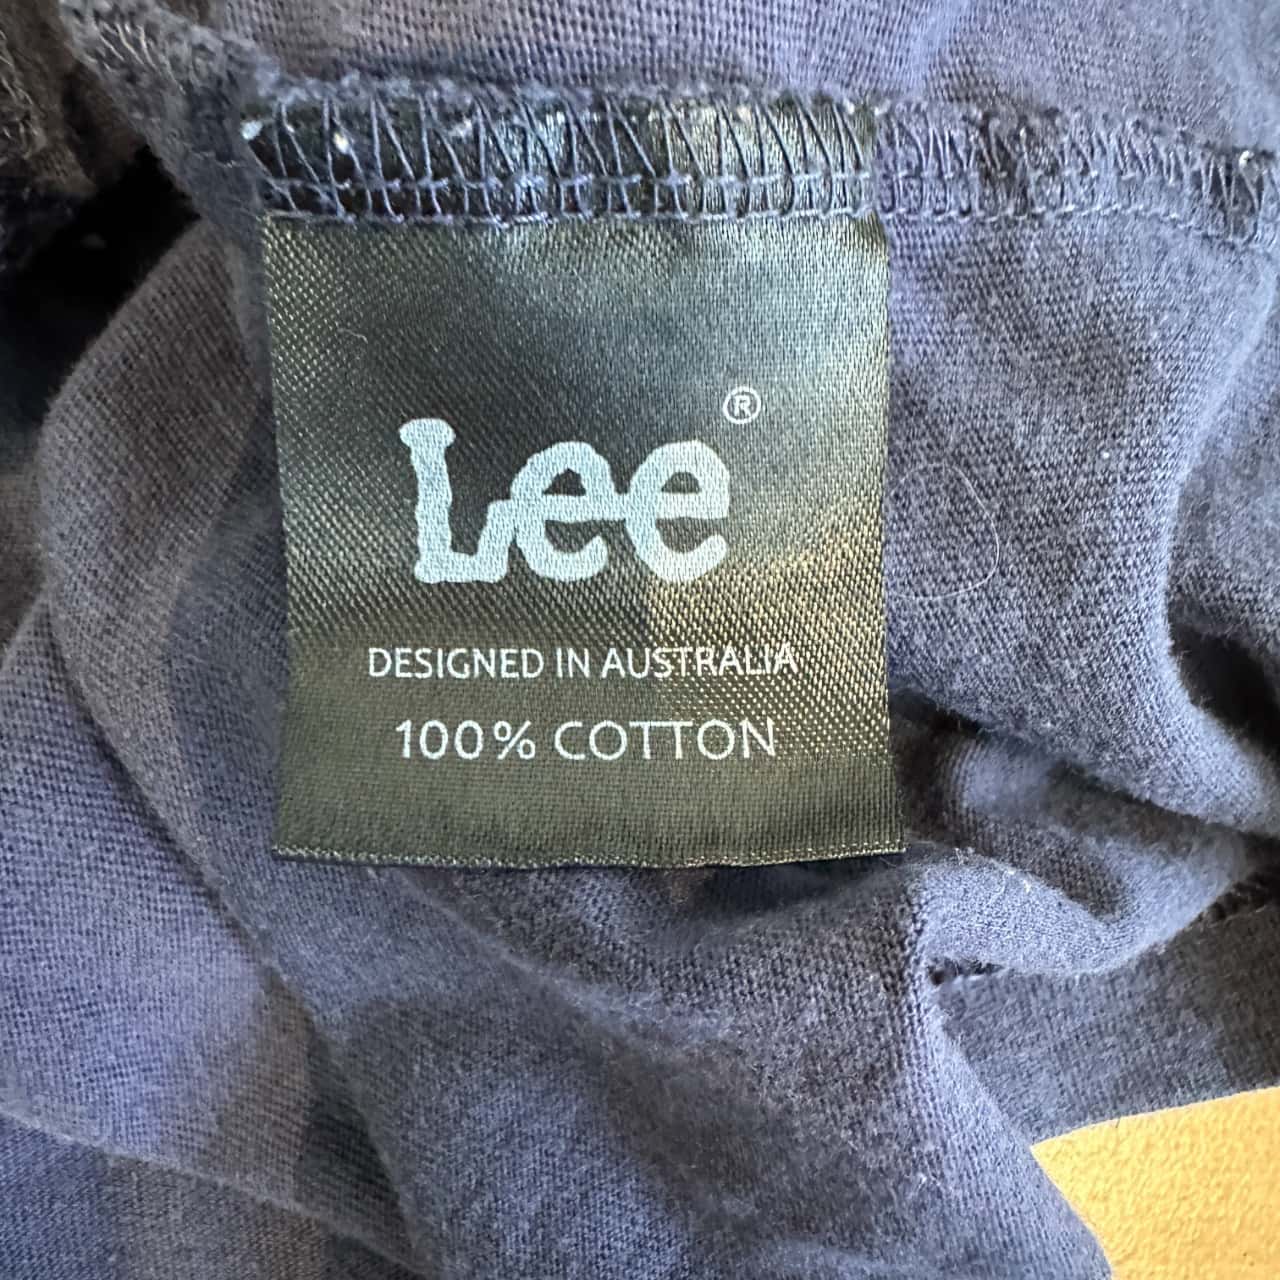 Lee®
DESIGNED IN AUSTRALIA
100% COTTON